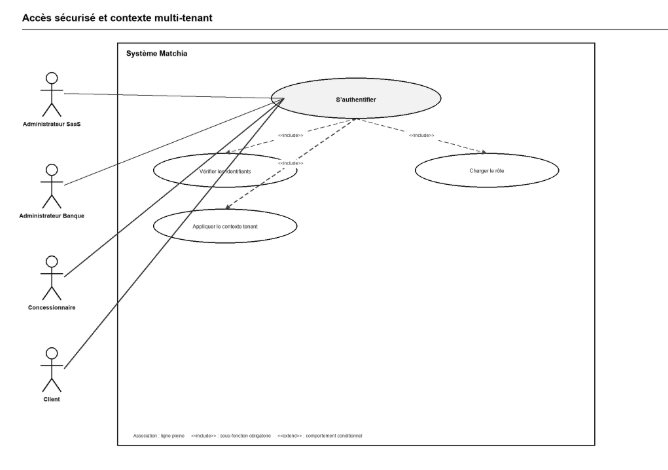 Accès sécurisé et contexte multi-tenant
Système Matchia
S'authentifier
Administrateur SaaS
<<include>>
<<include>>
<<include>>
Vérifier les identifiants
Charger le rôle
Administrateur Banque
Appliquer le contexte tenant
Concessionnaire
Client
Association : ligne pleine <<include>> : sous-fonction obligatoire <<extend>> : comportement conditionnel